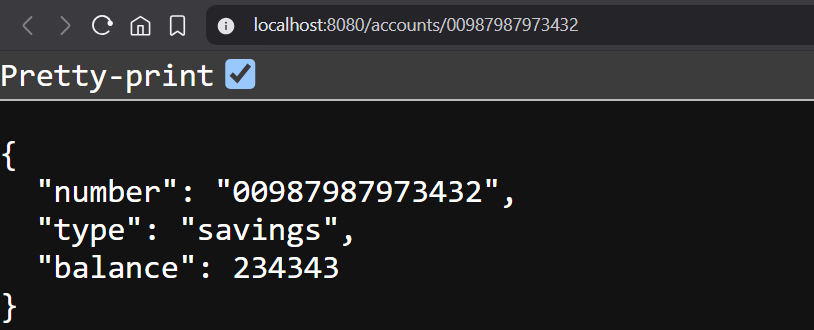 localhost:8080/accounts/00987987973432
Pretty-print
{
"number": "00987987973432",
"type": "savings",
"balance": 234343
}